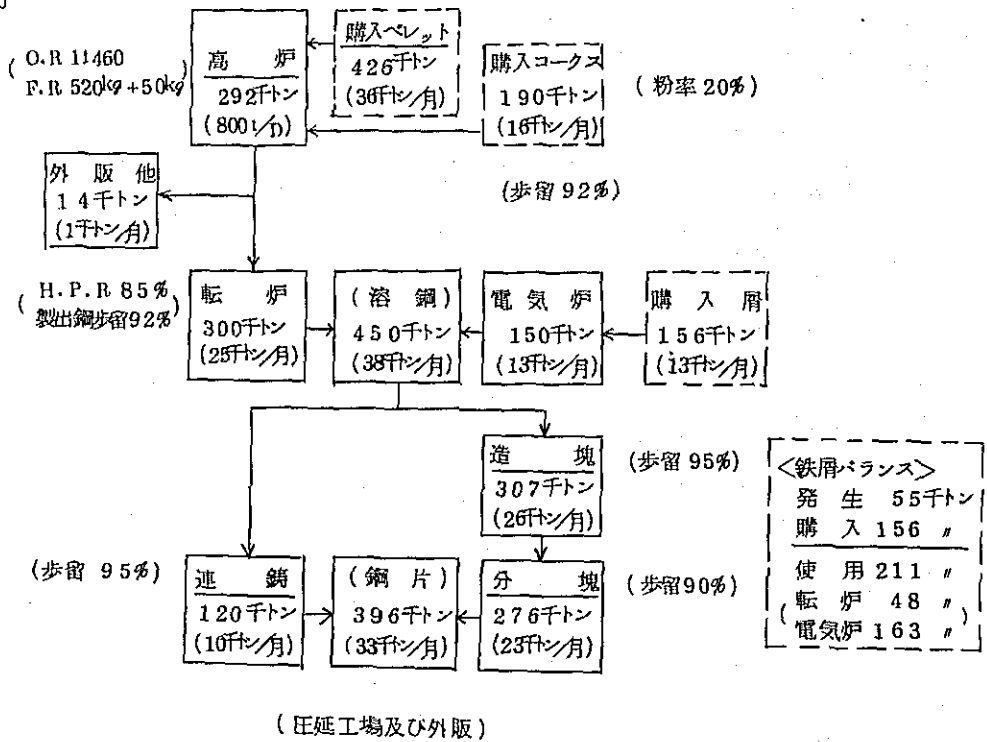 (O.R 11460
F.R 520kg+50kg)
高炉
292千トン
(800t/D)
購入ペレット
426千トン
(36千トン/月)
購入コークス
190千トン
(16千トン/月)
(粉率20%)
外販他
14千トン
(1千トン/月)
(歩留92%)
(H.P.R 85%
製出鋼歩留92%)
転炉
300千トン
(25千トン/月)
(溶鋼)
450千トン
(38千トン/月)
電気炉
150千トン
(13千トン/月)
購入屑
156千トン
(13千トン/月)
造塊
307千トン
(26千トン/月)
(歩留95%)
<鉄屑バランス>
発生 55千トン
購入 156 〃
使用 211 〃
(転炉 48 〃
電気炉 163 〃)
(歩留 95%)
連鋳
120千トン
(10千トン/月)
(鋼片)
396千トン
(33千トン/月)
分塊
276千トン
(23千トン/月)
(歩留90%)
(圧延工場及び外販)